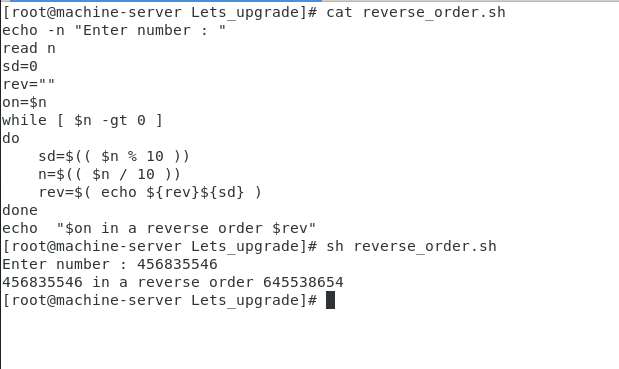 [root@machine-server Lets_upgrade]# cat reverse_order.sh
echo -n "Enter number : "
read n
sd=0
rev=""
on=$n
while [ $n -gt 0 ]
do
    sd=$(( $n % 10 ))
    n=$(( $n / 10 ))
    rev=$( echo ${rev}${sd} )
done
echo  "$on in a reverse order $rev"
[root@machine-server Lets_upgrade]# sh reverse_order.sh
Enter number : 456835546
456835546 in a reverse order 645538654
[root@machine-server Lets_upgrade]#